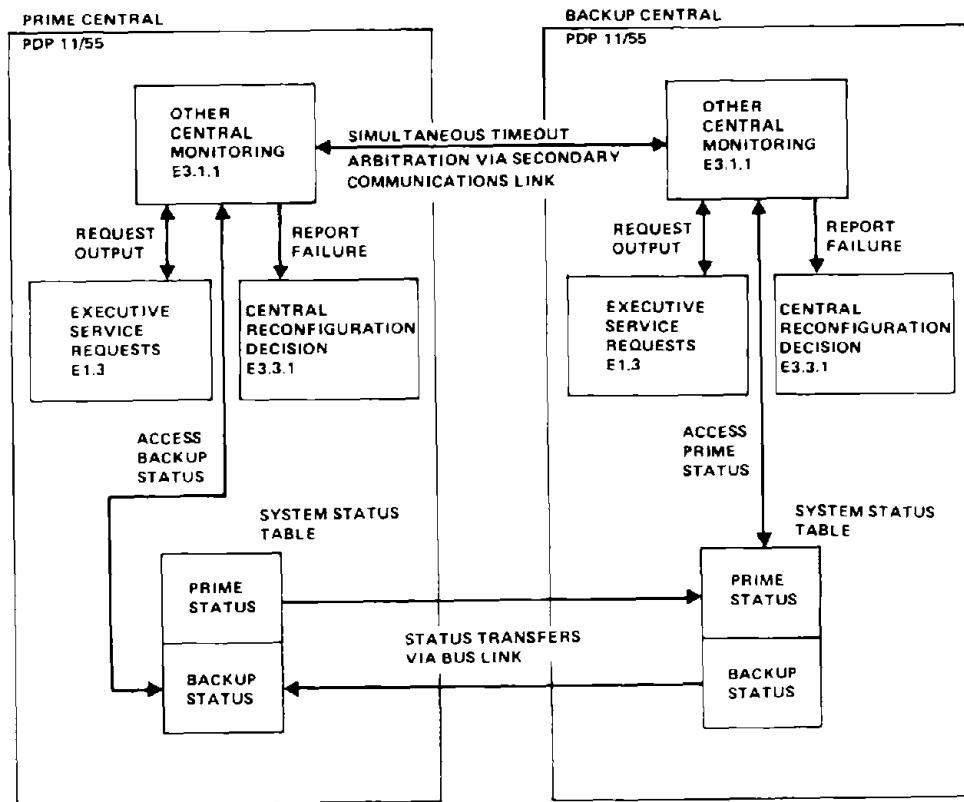 PRIME CENTRAL
PDP 11/55
OTHER
CENTRAL
MONITORING
E3.1.1
REQUEST
OUTPUT
REPORT
FAILURE
EXECUTIVE
SERVICE
REQUESTS
E1.3
CENTRAL
RECONFIGURATION
DECISION
E3.3.1
ACCESS
BACKUP
STATUS
SYSTEM STATUS
TABLE
PRIME
STATUS
BACKUP
STATUS
SIMULTANEOUS TIMEOUT
ARBITRATION VIA SECONDARY
COMMUNICATIONS LINK
STATUS TRANSFERS
VIA BUS LINK
BACKUP CENTRAL
PDP 11/55
OTHER
CENTRAL
MONITORING
E3.1.1
REQUEST
OUTPUT
REPORT
FAILURE
EXECUTIVE
SERVICE
REQUESTS
E1.3
CENTRAL
RECONFIGURATION
DECISION
E3.3.1
ACCESS
PRIME
STATUS
SYSTEM STATUS
TABLE
PRIME
STATUS
BACKUP
STATUS